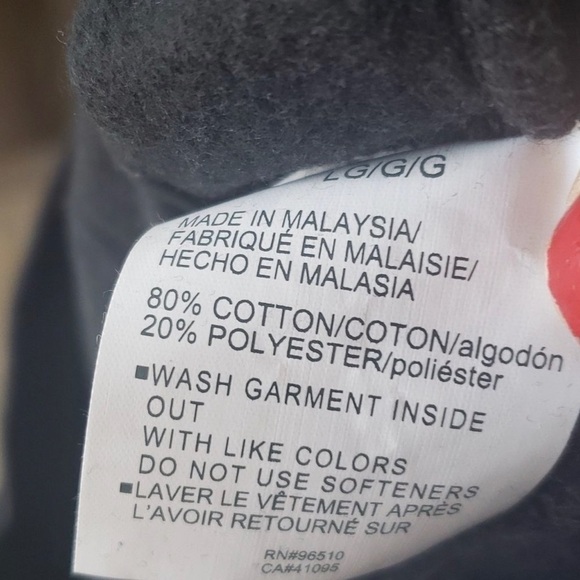 LG/G/G
MADE IN MALAYSIA/
FABRIQUÉ EN MALAISIE/
HECHO EN MALASIA
80% COTTON/COTON/algodón
20% POLYESTER/poliéster
■WASH GARMENT INSIDE
OUT
WITH LIKE COLORS
DO NOT USE SOFTENERS
■LAVER LE VÊTEMENT APRÈS
L'AVOIR RETOURNÉ SUR
RN#96510
CA#41095